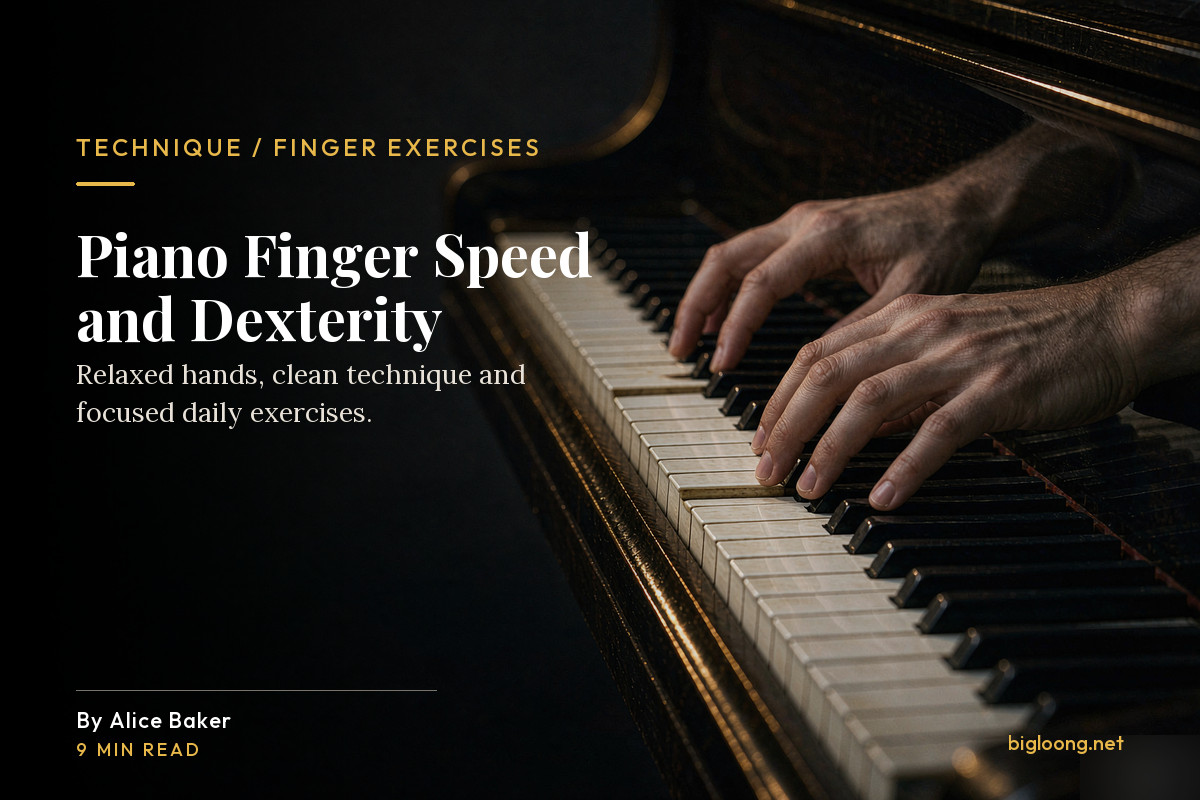 TECHNIQUE / FINGER EXERCISES
Piano Finger Speed
and Dexterity
Relaxed hands, clean technique and
focused daily exercises.
By Alice Baker
9 MIN READ
bigloong.net